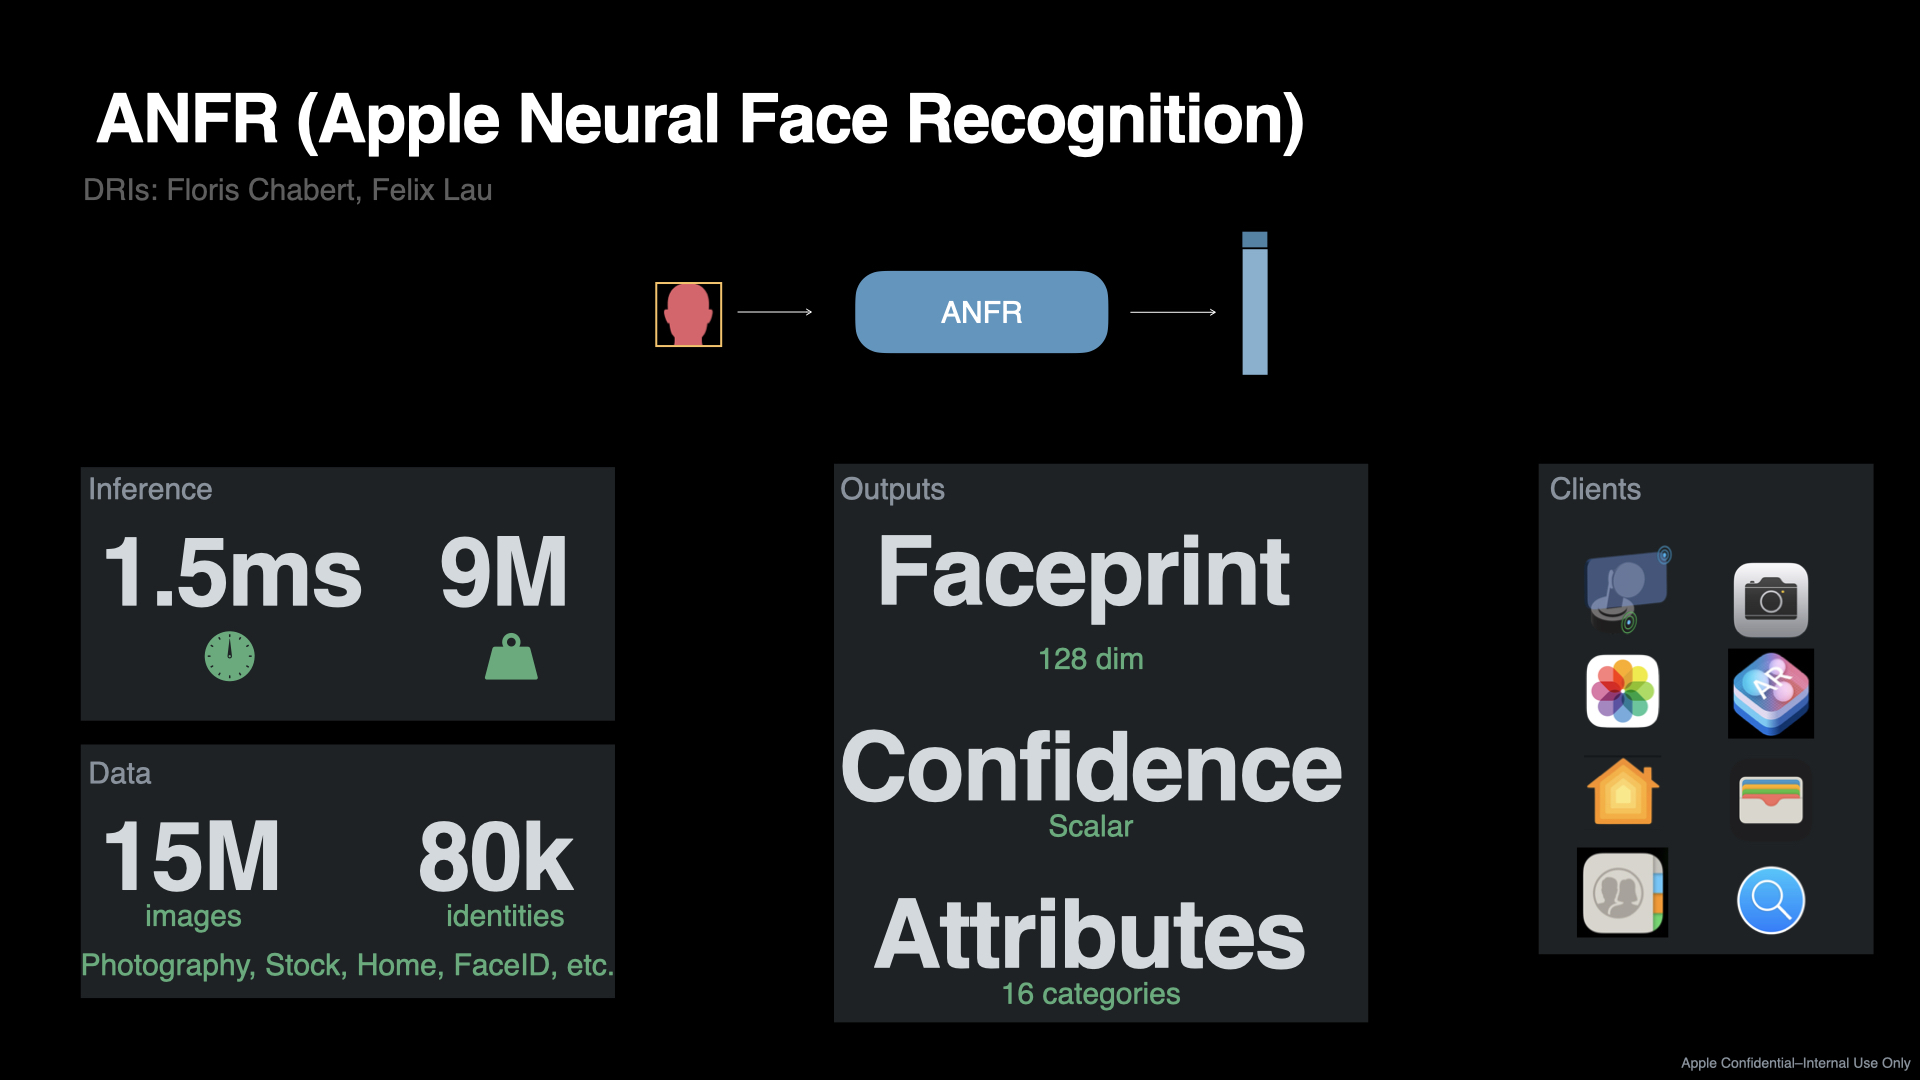 ANFR (Apple Neural Face Recognition)
DRIs: Floris Chabert, Felix Lau
ANFR
Inference
1.5ms 9M
Data
15M 80k
images identities
Photography, Stock, Home, FaceID, etc.
Outputs
Faceprint
128 dim
Confidence
Scalar
Attributes
16 categories
Clients
AR
Apple Confidential–Internal Use Only